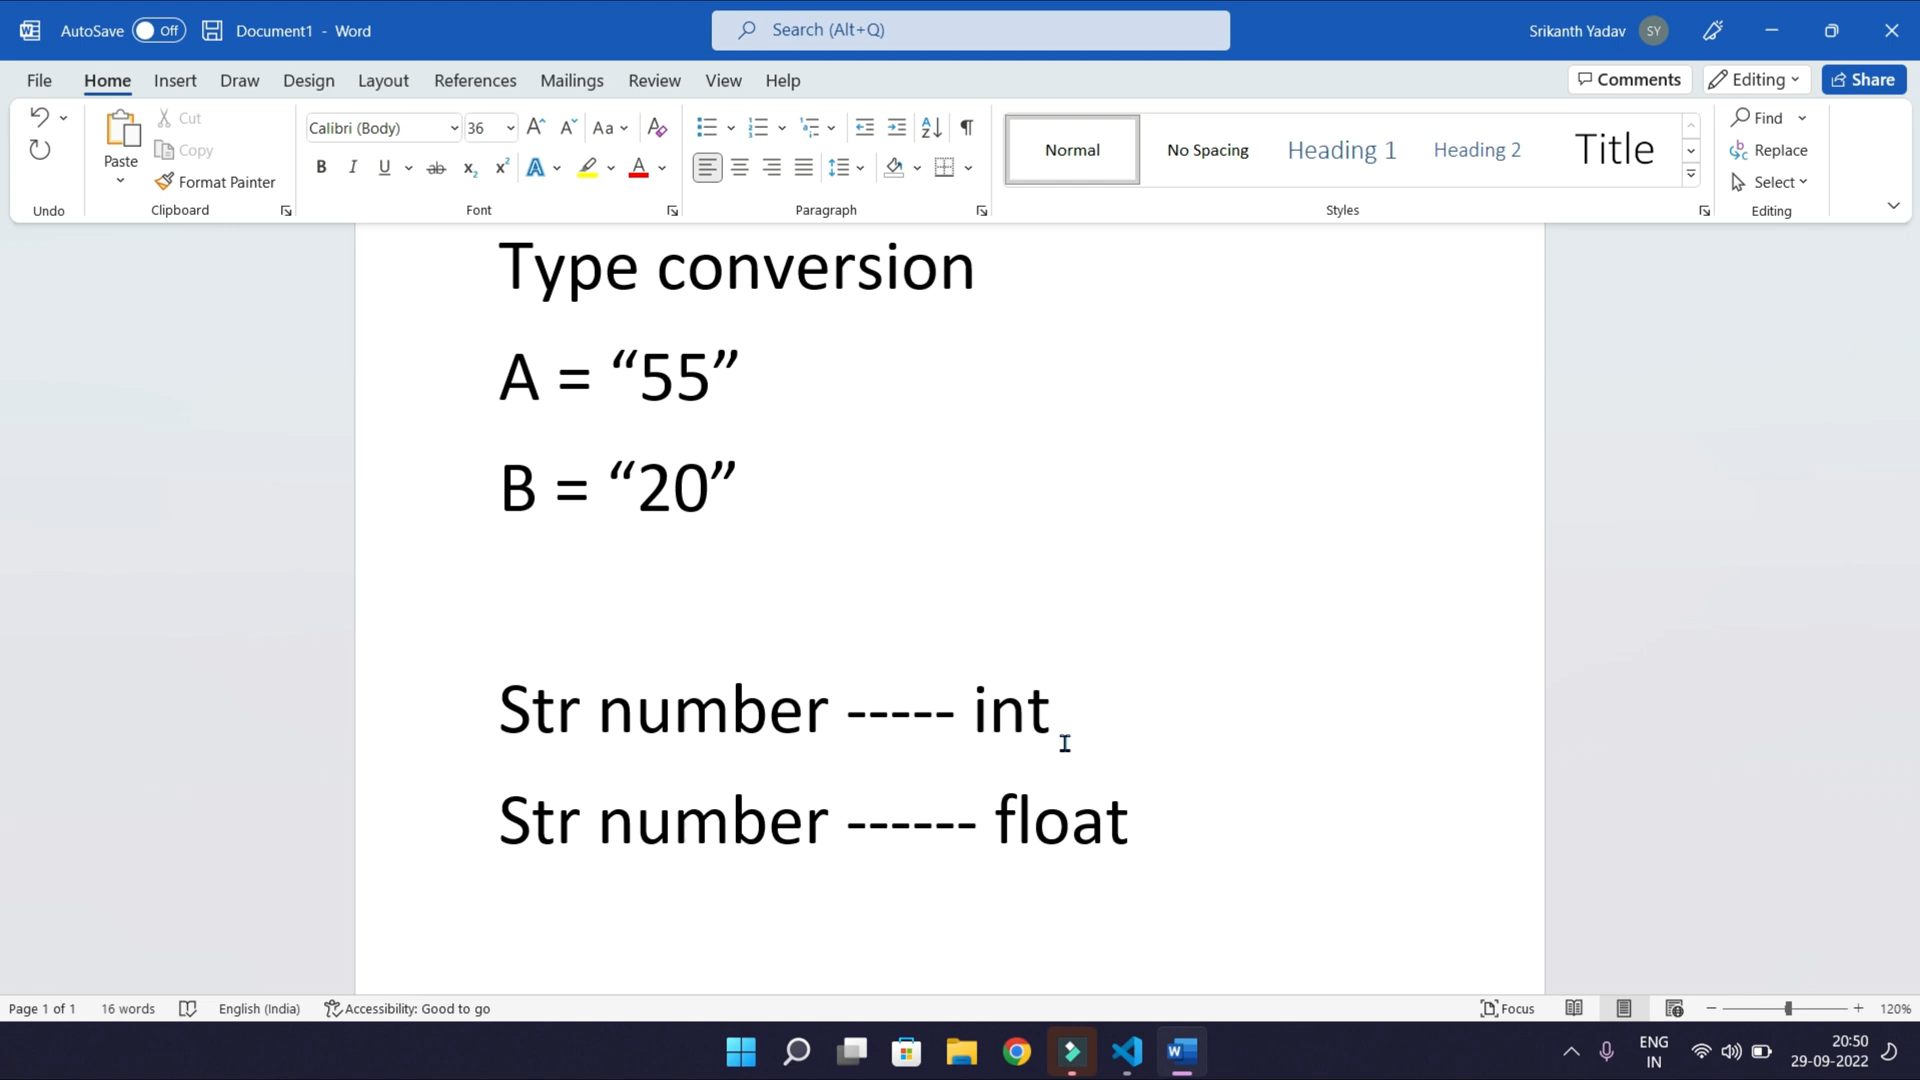 AutoSave Off Document1 - Word Search (Alt+Q) Srikanth Yadav SY
File Home Insert Draw Design Layout References Mailings Review View Help Comments Editing Share
Paste
Cut
Copy
Format Painter
Calibri (Body) 36
Normal No Spacing Heading 1 Heading 2 Title
Find
Replace
Select
Undo Clipboard Font Paragraph Styles Editing
Type conversion
A = “55”
B = “20”
Str number ----- int
Str number ------ float
Page 1 of 1 16 words English (India) Accessibility: Good to go Focus 120%
ENG
IN
20:50
29-09-2022